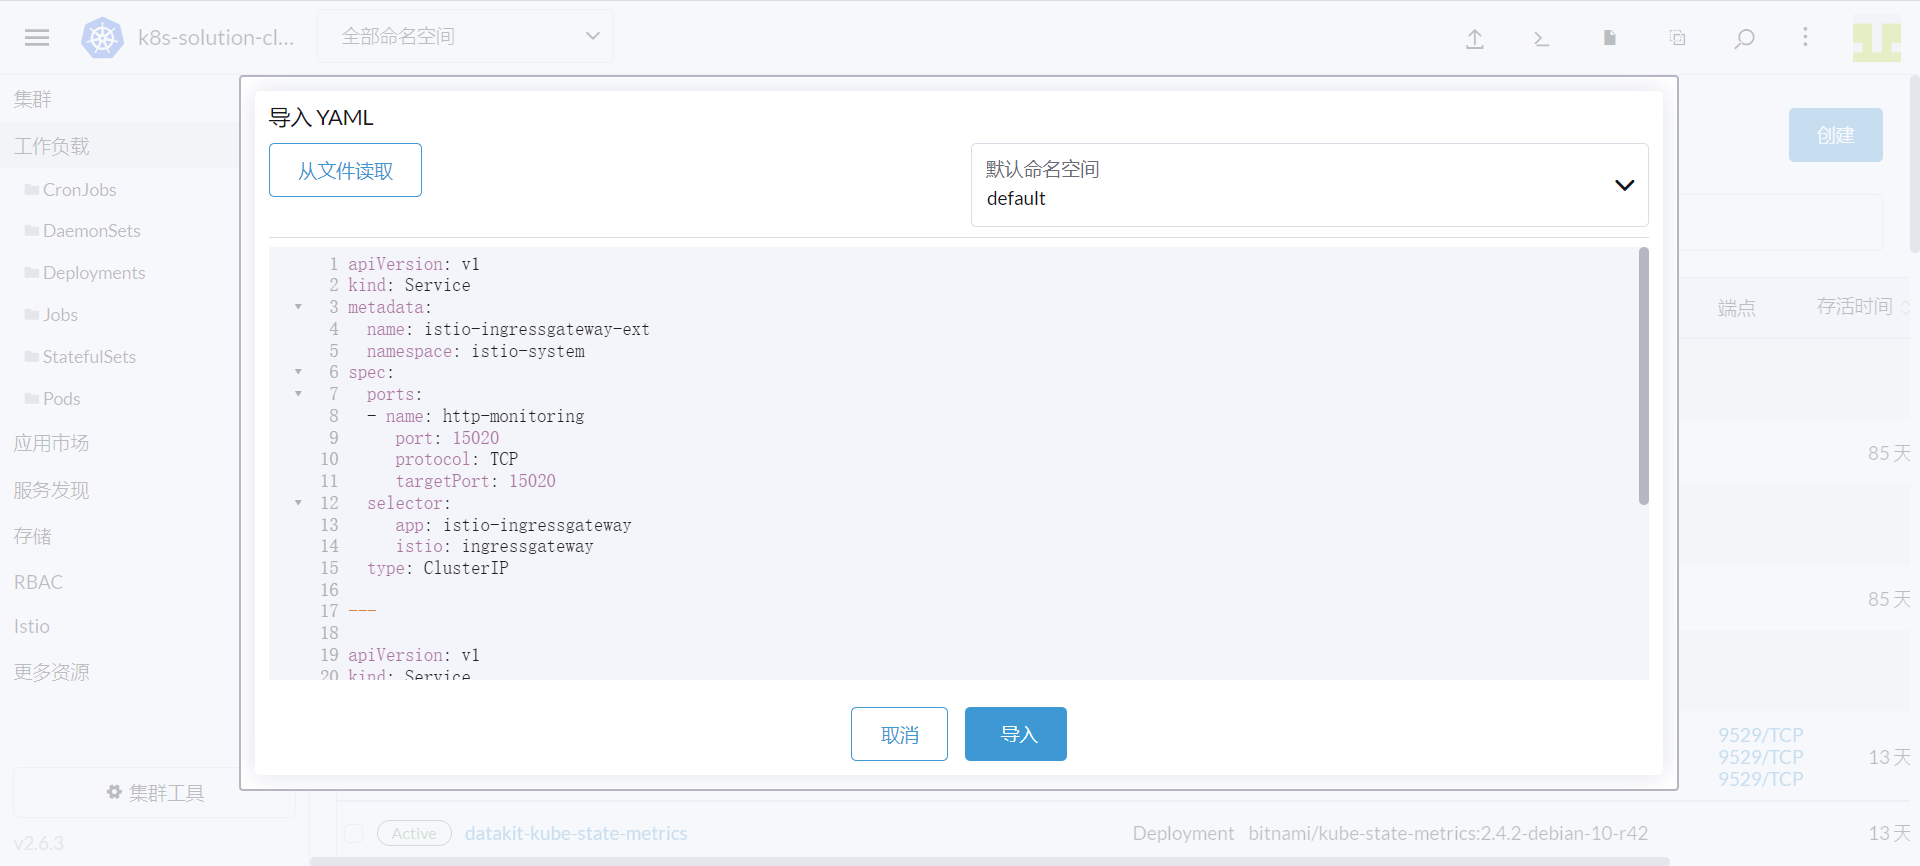 k8s-solution-cl...
全部命名空间
集群
工作负载
CronJobs
DaemonSets
Deployments
Jobs
StatefulSets
Pods
应用市场
服务发现
存储
RBAC
Istio
更多资源
集群工具
v2.6.3
创建
端点
存活时间
85 天
85 天
9529/TCP
9529/TCP
9529/TCP
13 天
导入 YAML
从文件读取
默认命名空间
default
1 apiVersion: v1
2 kind: Service
3 metadata:
4   name: istio-ingressgateway-ext
5   namespace: istio-system
6 spec:
7   ports:
8   - name: http-monitoring
9      port: 15020
10      protocol: TCP
11      targetPort: 15020
12   selector:
13      app: istio-ingressgateway
14      istio: ingressgateway
15   type: ClusterIP
16
17 ---
18
19 apiVersion: v1
20 kind: Service
取消
导入
Active datakit-kube-state-metrics Deployment bitnami/kube-state-metrics:2.4.2-debian-10-r42 13 天